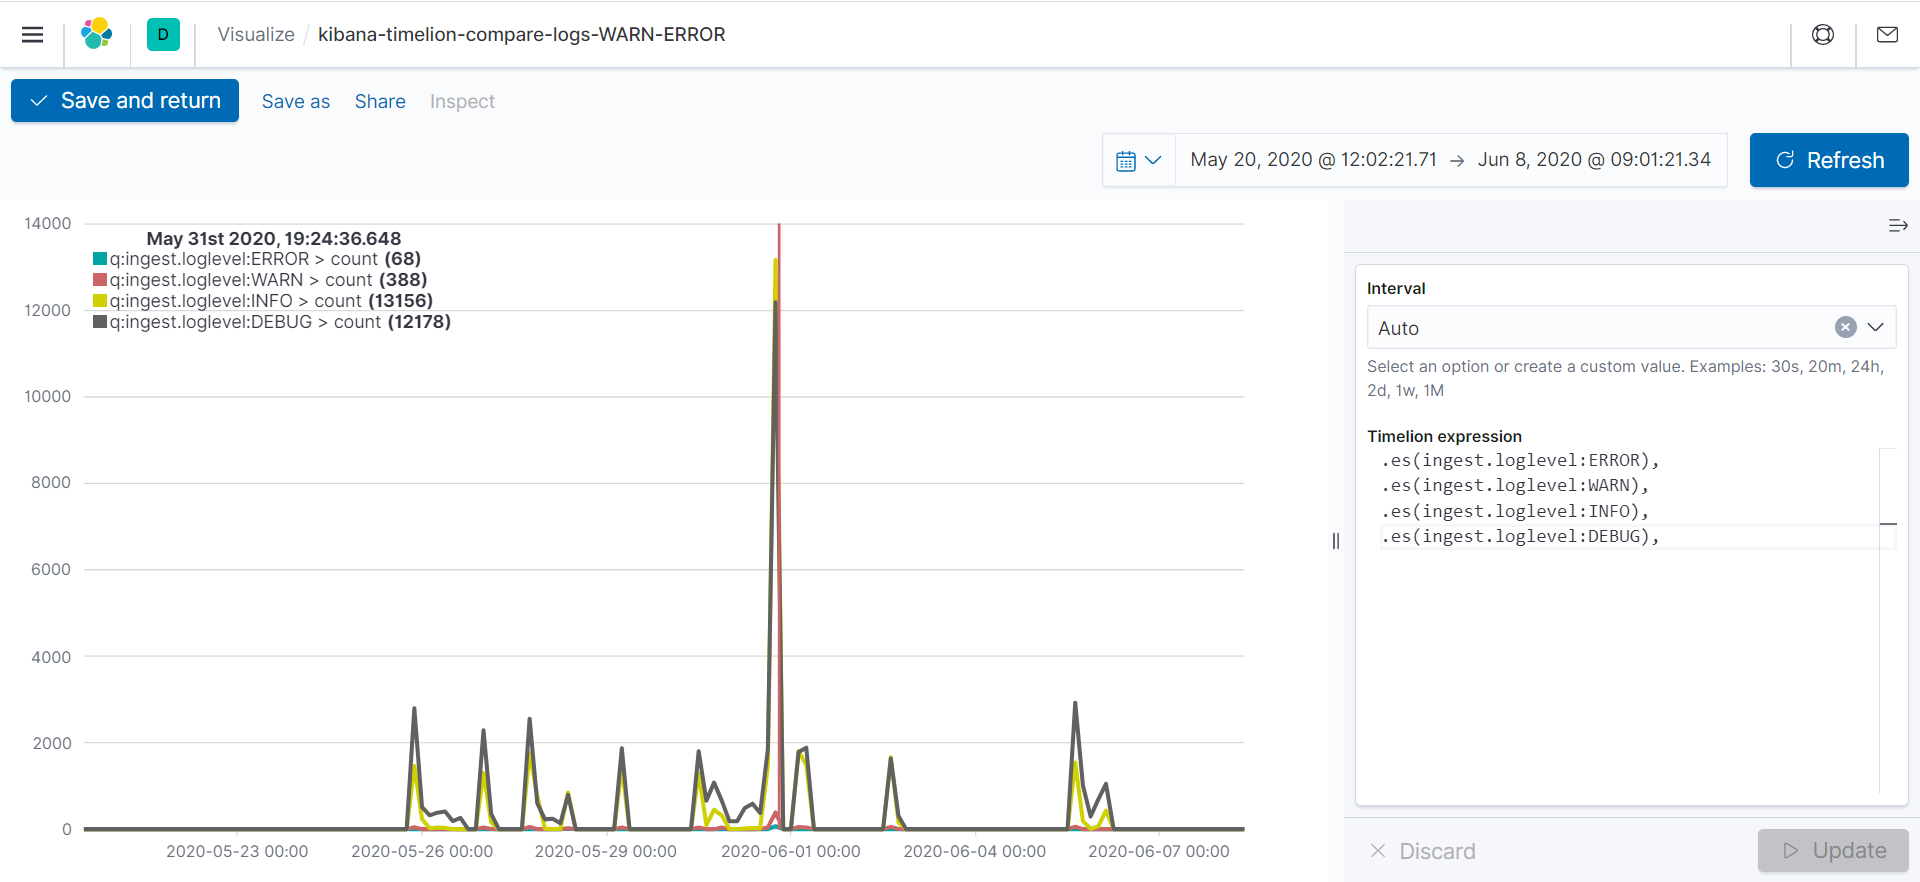 D
Visualize / kibana-timelion-compare-logs-WARN-ERROR
Save and return Save as Share Inspect
May 20, 2020 @ 12:02:21.71 → Jun 8, 2020 @ 09:01:21.34 Refresh
14000
12000
10000
8000
6000
4000
2000
0
May 31st 2020, 19:24:36.648
q:ingest.loglevel:ERROR > count (68)
q:ingest.loglevel:WARN > count (388)
q:ingest.loglevel:INFO > count (13156)
q:ingest.loglevel:DEBUG > count (12178)
2020-05-23 00:00 2020-05-26 00:00 2020-05-29 00:00 2020-06-01 00:00 2020-06-04 00:00 2020-06-07 00:00
Interval
Auto
Select an option or create a custom value. Examples: 30s, 20m, 24h,
2d, 1w, 1M
Timelion expression
.es(ingest.loglevel:ERROR),
.es(ingest.loglevel:WARN),
.es(ingest.loglevel:INFO),
.es(ingest.loglevel:DEBUG),
Discard Update